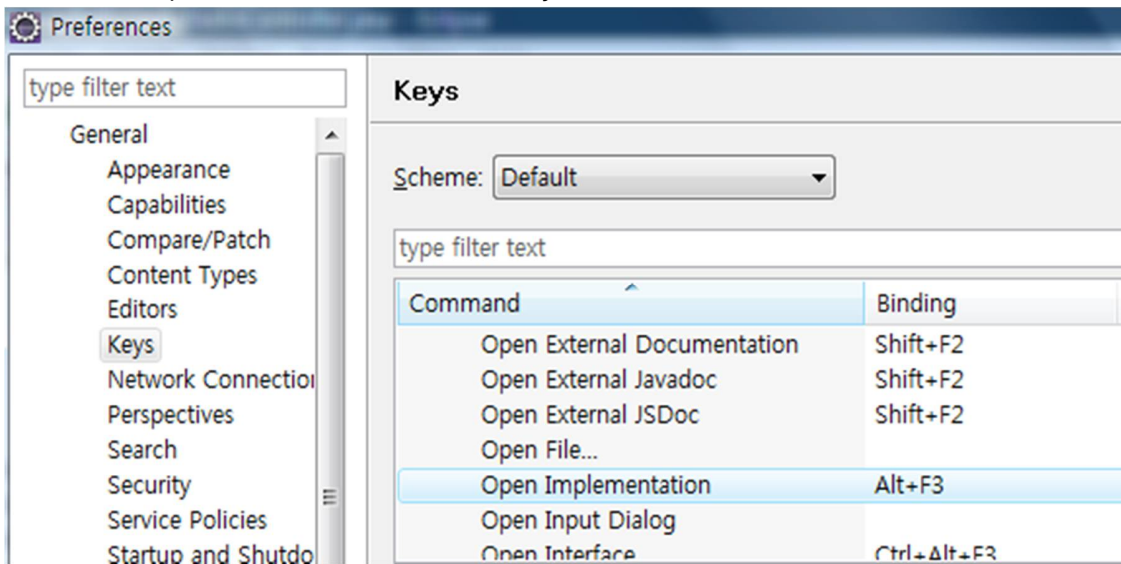 Preferences
type filter text
General
Appearance
Capabilities
Compare/Patch
Content Types
Editors
Keys
Network Connection
Perspectives
Search
Security
Service Policies
Startup and Shutdo
Keys
Scheme: Default
type filter text
Command Binding
Open External Documentation Shift+F2
Open External Javadoc Shift+F2
Open External JSDoc Shift+F2
Open File...
Open Implementation Alt+F3
Open Input Dialog
Open Interface Ctrl+Alt+F3